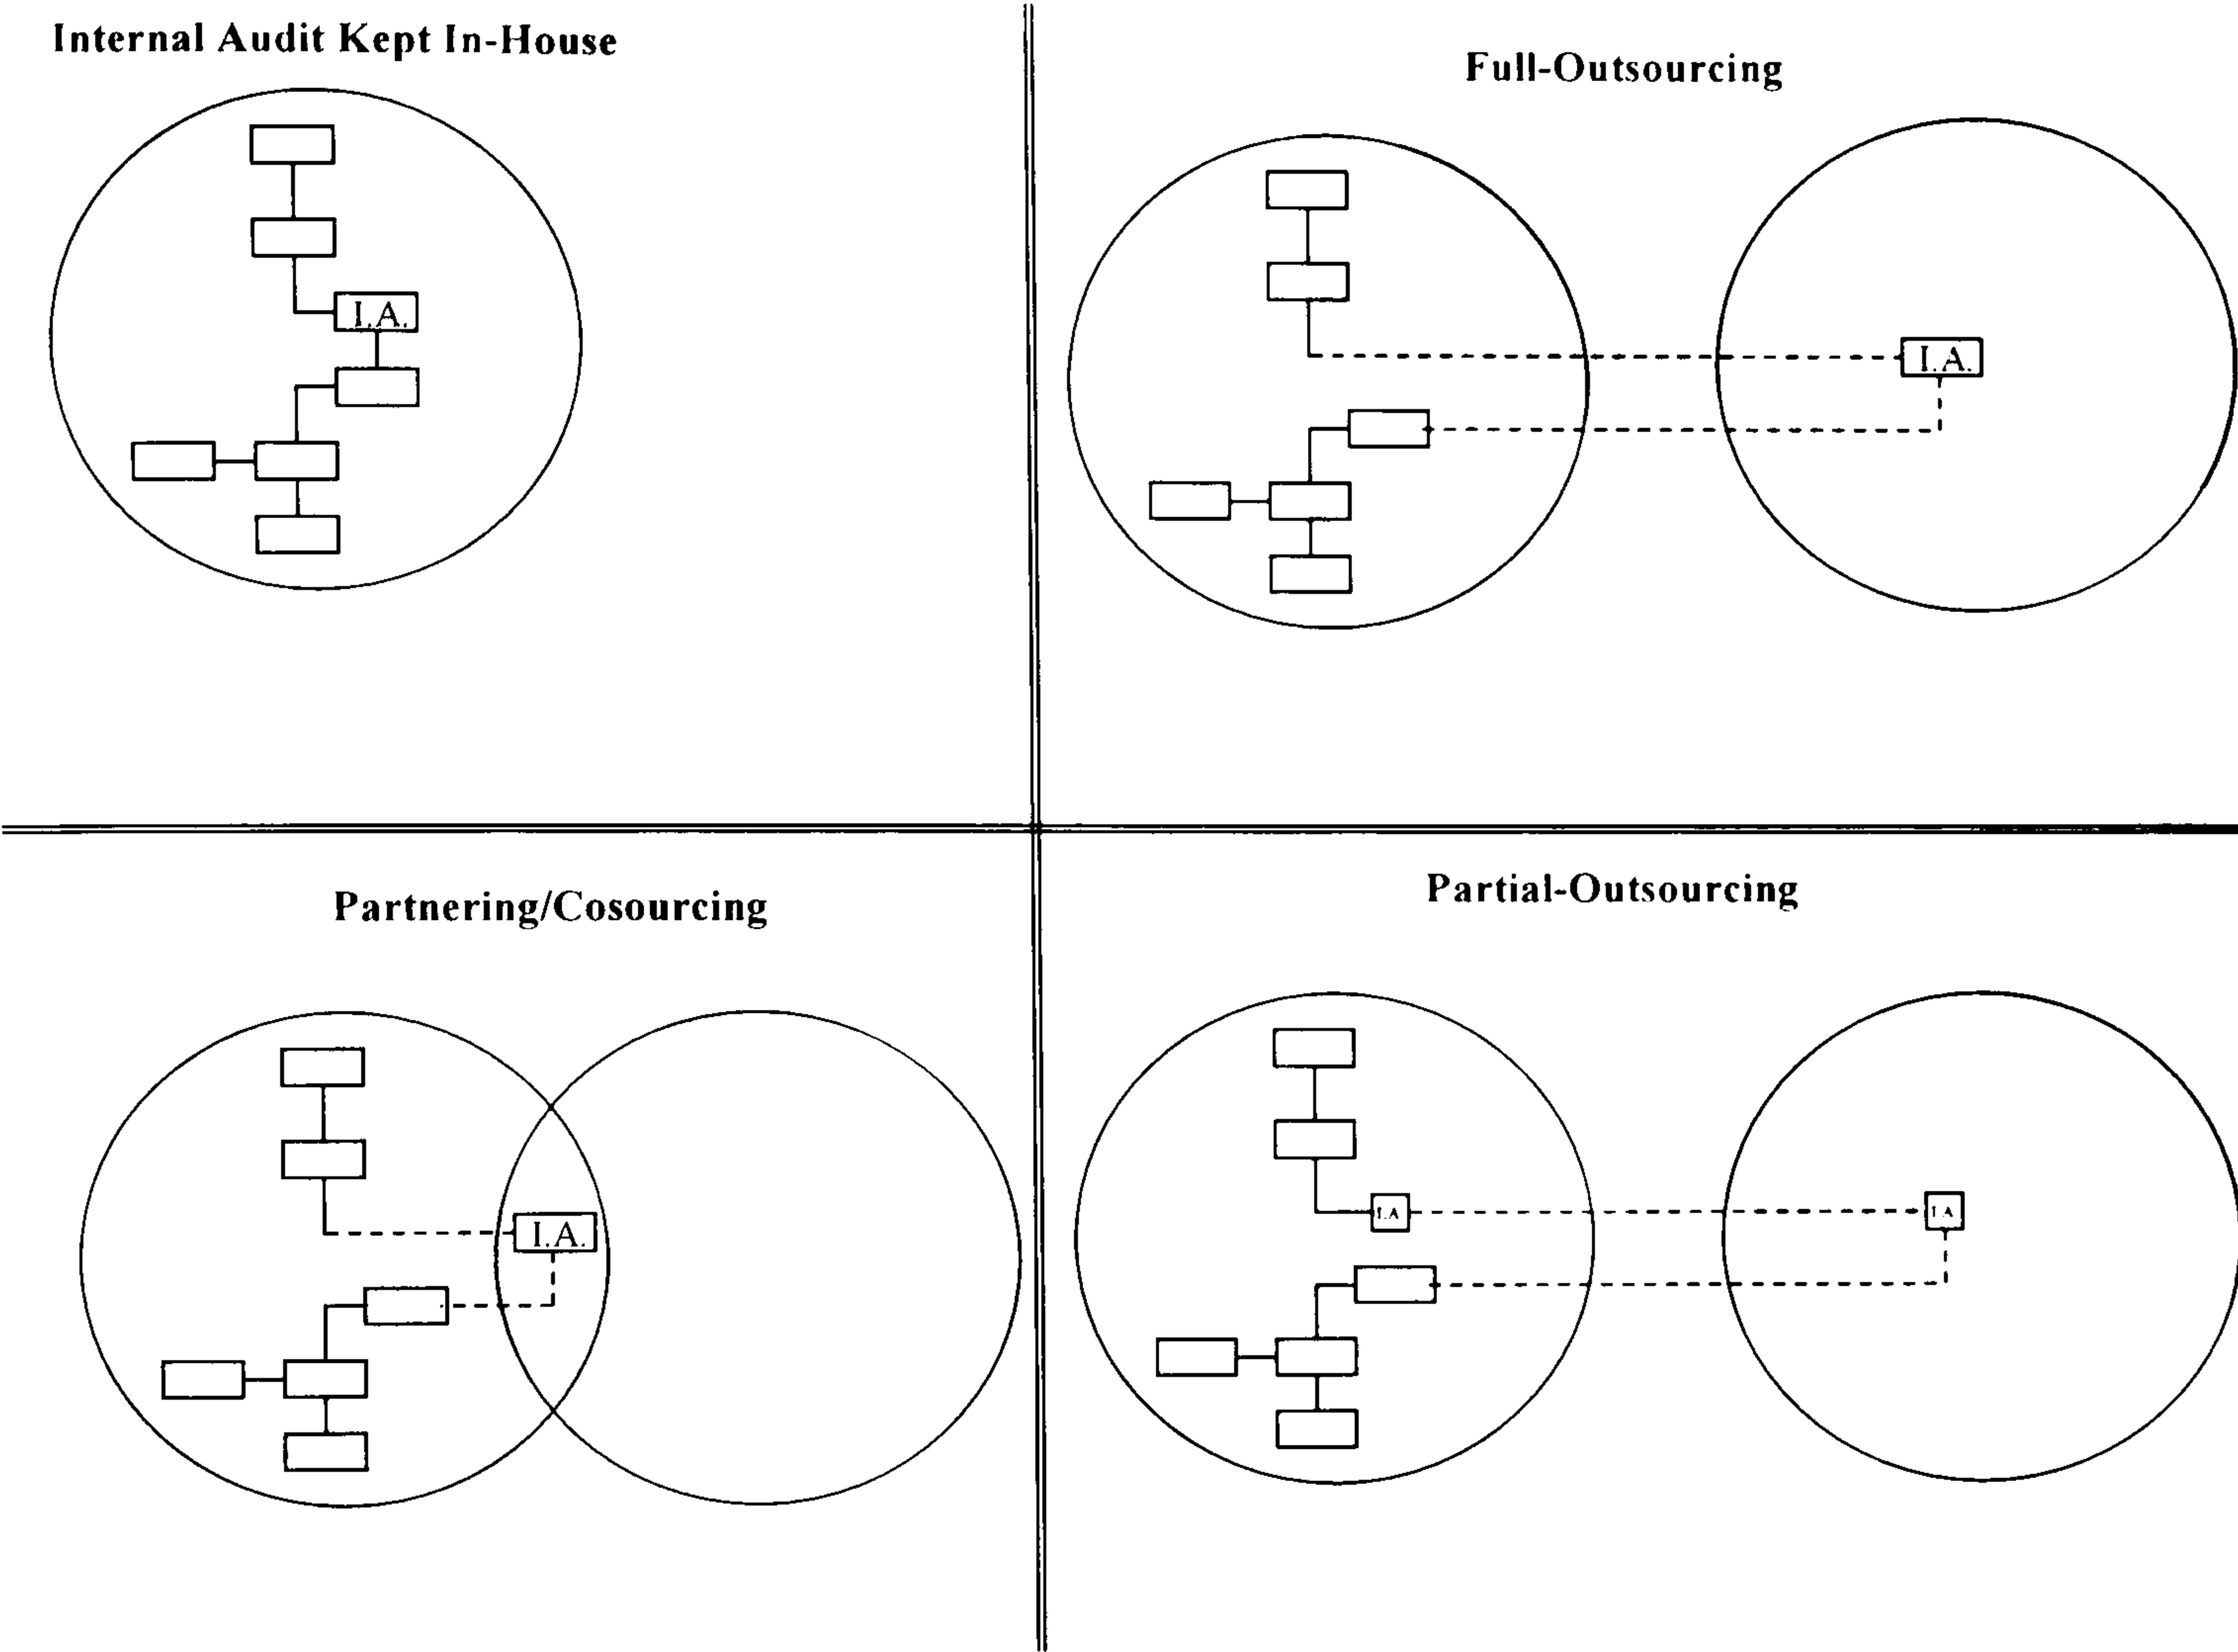 Internal Audit Kept In-House
I.A.
Full-Outsourcing
I.A.
Partnering/Cosourcing
I.A.
Partial-Outsourcing
I.A
I.A